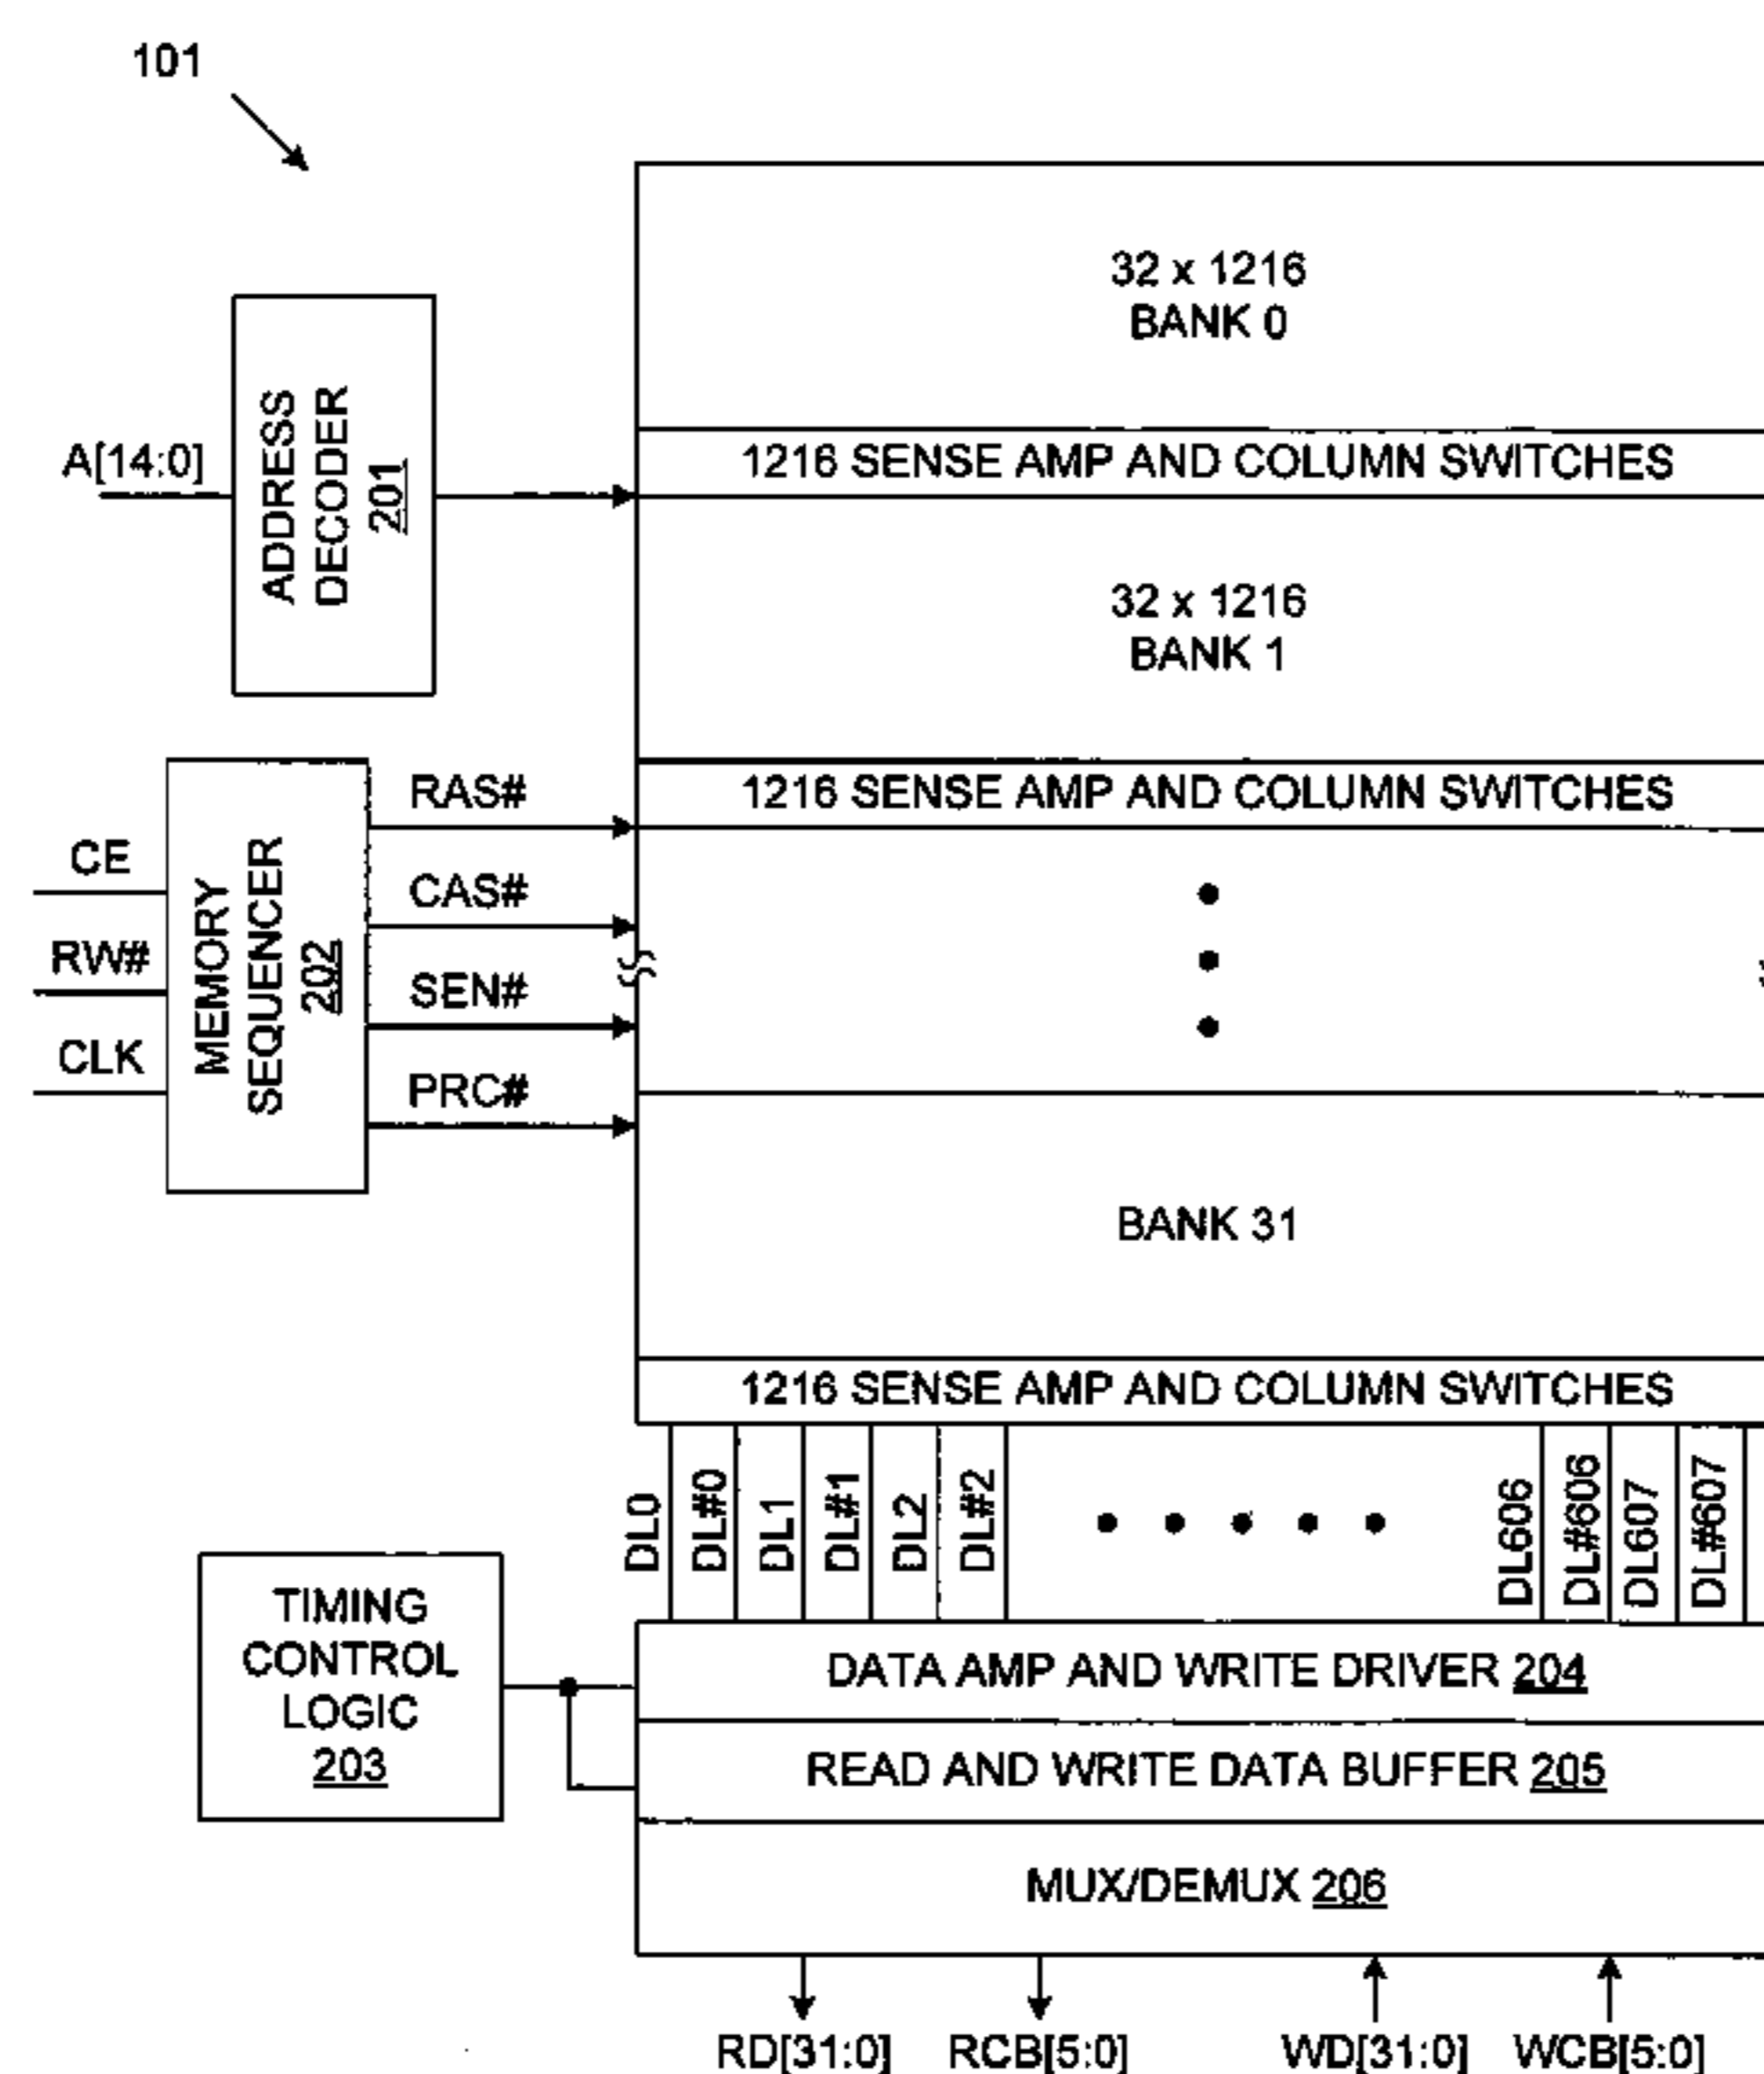 101
32 x 1216
BANK 0
A[14:0]
ADDRESS
DECODER
201
1216 SENSE AMP AND COLUMN SWITCHES
32 x 1216
BANK 1
1216 SENSE AMP AND COLUMN SWITCHES
CE
RW#
CLK
MEMORY
SEQUENCER
202
RAS#
CAS#
SEN#
PRC#
BANK 31
1216 SENSE AMP AND COLUMN SWITCHES
DL0
DL#0
DL1
DL#1
DL2
DL#2
DL606
DL#606
DL607
DL#607
TIMING
CONTROL
LOGIC
203
DATA AMP AND WRITE DRIVER 204
READ AND WRITE DATA BUFFER 205
MUX/DEMUX 206
RD[31:0]
RCB[5:0]
WD[31:0]
WCB[5:0]